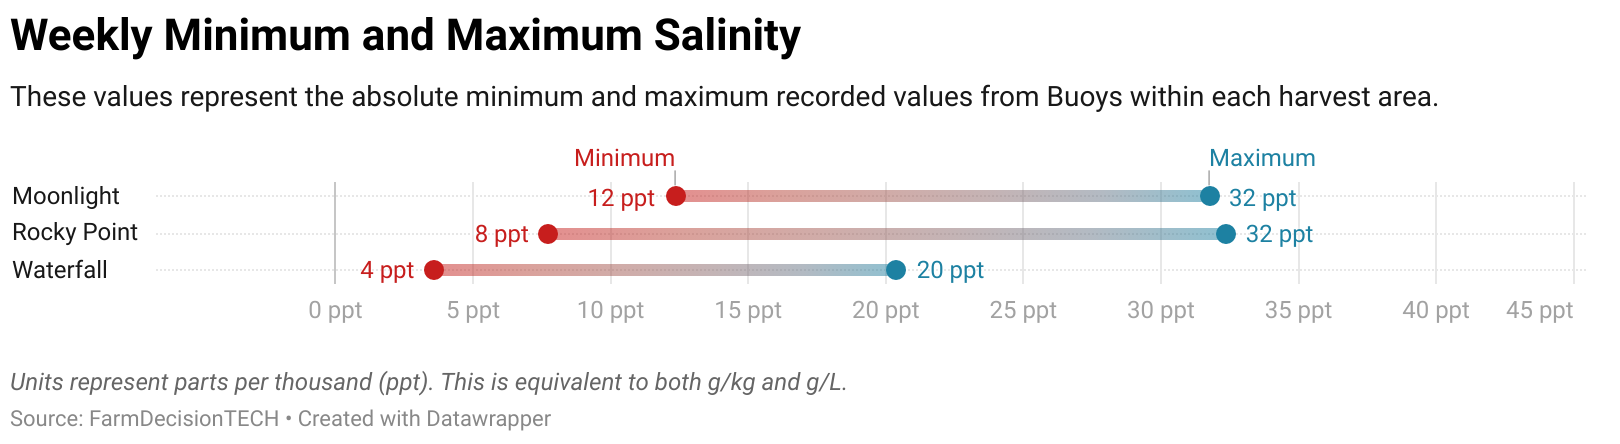 Weekly Minimum and Maximum Salinity
These values represent the absolute minimum and maximum recorded values from Buoys within each harvest area.
Minimum Maximum
Moonlight 12 ppt 32 ppt
Rocky Point 8 ppt 32 ppt
Waterfall 4 ppt 20 ppt
0 ppt 5 ppt 10 ppt 15 ppt 20 ppt 25 ppt 30 ppt 35 ppt 40 ppt 45 ppt
Units represent parts per thousand (ppt). This is equivalent to both g/kg and g/L.
Source: FarmDecisionTECH • Created with Datawrapper